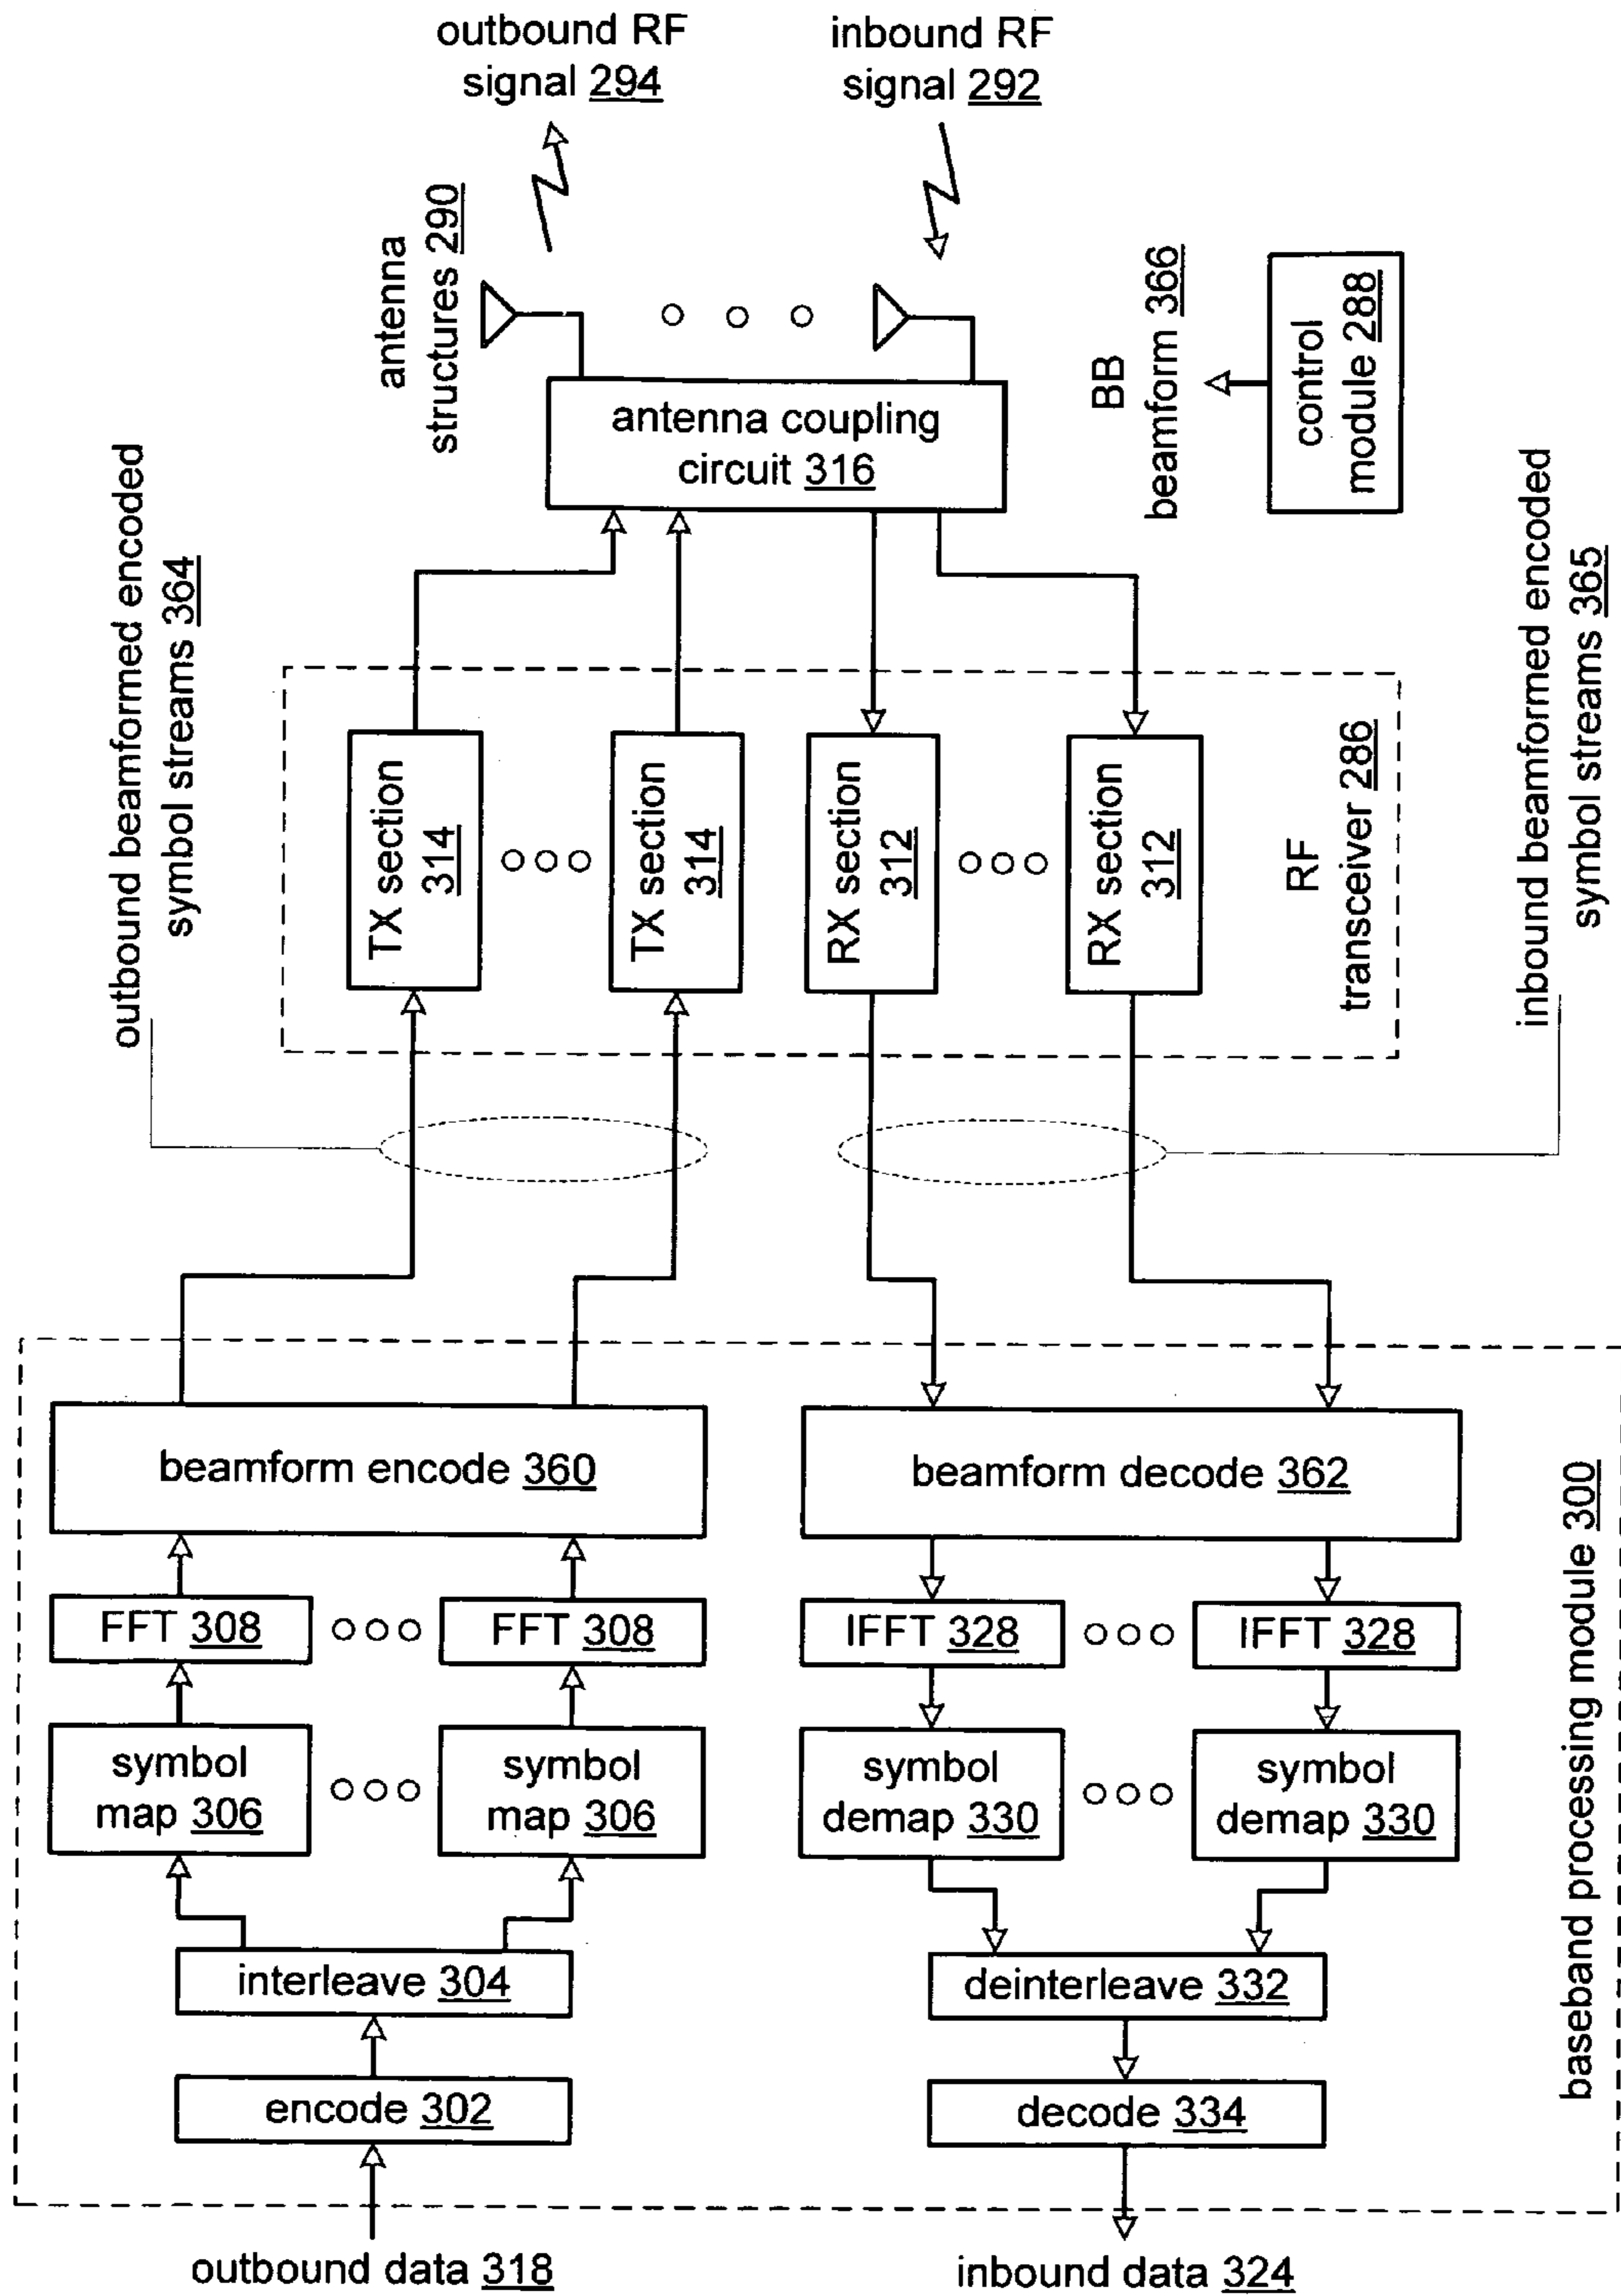 outbound RF
signal 294
inbound RF
signal 292
antenna
structures 290
antenna coupling
circuit 316
BB
beamform 366
control
module 288
outbound beamformed encoded
symbol streams 364
inbound beamformed encoded
symbol streams 365
TX section
314
TX section
314
RX section
312
RX section
312
RF
transceiver 286
beamform encode 360
beamform decode 362
FFT 308
FFT 308
IFFT 328
IFFT 328
symbol
map 306
symbol
map 306
symbol
demap 330
symbol
demap 330
interleave 304
deinterleave 332
encode 302
decode 334
baseband processing module 300
outbound data 318
inbound data 324